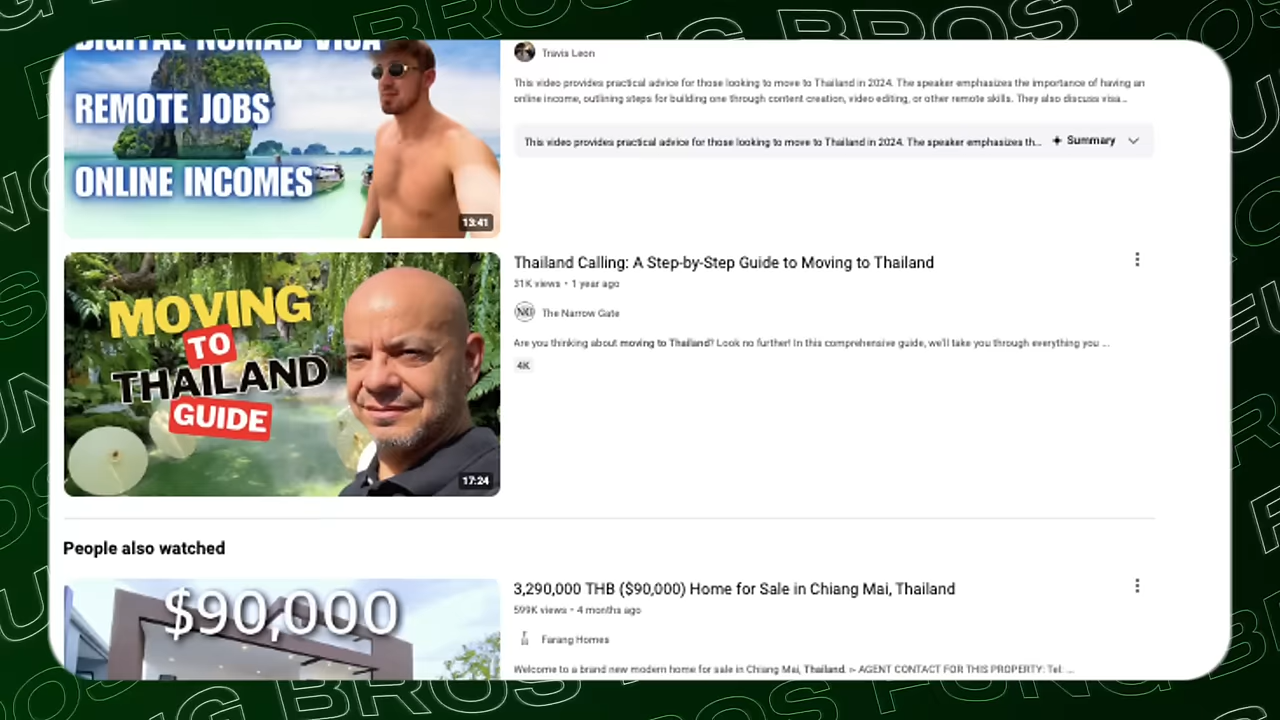 DIGITAL NOMAD VISA
REMOTE JOBS
ONLINE INCOMES
13:41
Travis Leon
This video provides practical advice for those looking to move to Thailand in 2024. The speaker emphasizes the importance of having an
online income, outlining steps for building one through content creation, video editing, or other remote skills. They also discuss visa...
This video provides practical advice for those looking to move to Thailand in 2024. The speaker emphasizes th... Summary
MOVING
TO
THAILAND
GUIDE
17:24
Thailand Calling: A Step-by-Step Guide to Moving to Thailand
31K views • 1 year ago
The Narrow Gate
Are you thinking about moving to Thailand? Look no further! In this comprehensive guide, we'll take you through everything you ...
4K
People also watched
$90,000
3,290,000 THB ($90,000) Home for Sale in Chiang Mai, Thailand
599K views • 4 months ago
Farang Homes
Welcome to a brand new modern home for sale in Chiang Mai, Thailand. ▻ AGENT CONTACT FOR THIS PROPERTY: Tel: ...